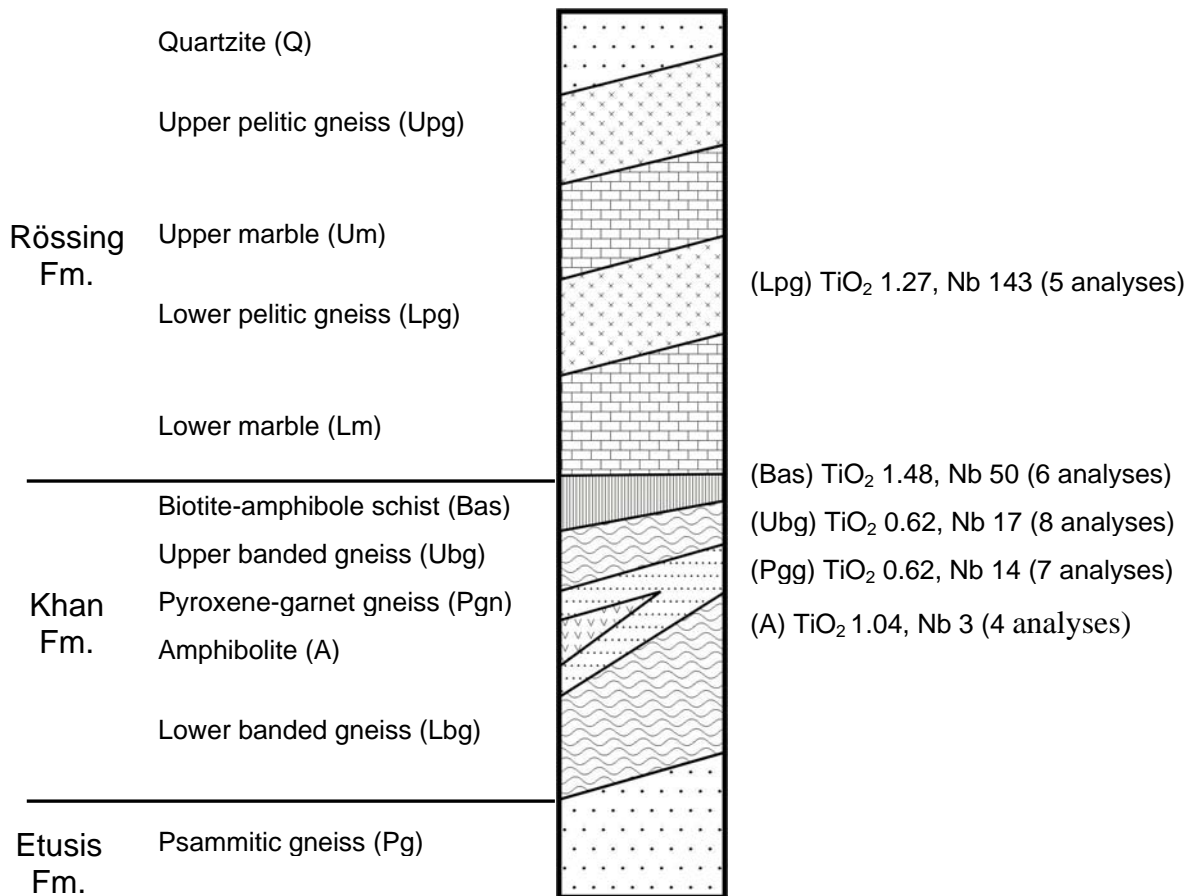 Quartzite (Q)
Upper pelitic gneiss (Upg)
Rössing
Fm.
Upper marble (Um)
Lower pelitic gneiss (Lpg)
Lower marble (Lm)
(Lpg) TiO₂ 1.27, Nb 143 (5 analyses)
Khan
Fm.
Biotite-amphibole schist (Bas)
Upper banded gneiss (Ubg)
Pyroxene-garnet gneiss (Pgn)
Amphibolite (A)
Lower banded gneiss (Lbg)
(Bas) TiO₂ 1.48, Nb 50 (6 analyses)
(Ubg) TiO₂ 0.62, Nb 17 (8 analyses)
(Pgg) TiO₂ 0.62, Nb 14 (7 analyses)
(A) TiO₂ 1.04, Nb 3 (4 analyses)
Etusis
Fm.
Psammitic gneiss (Pg)